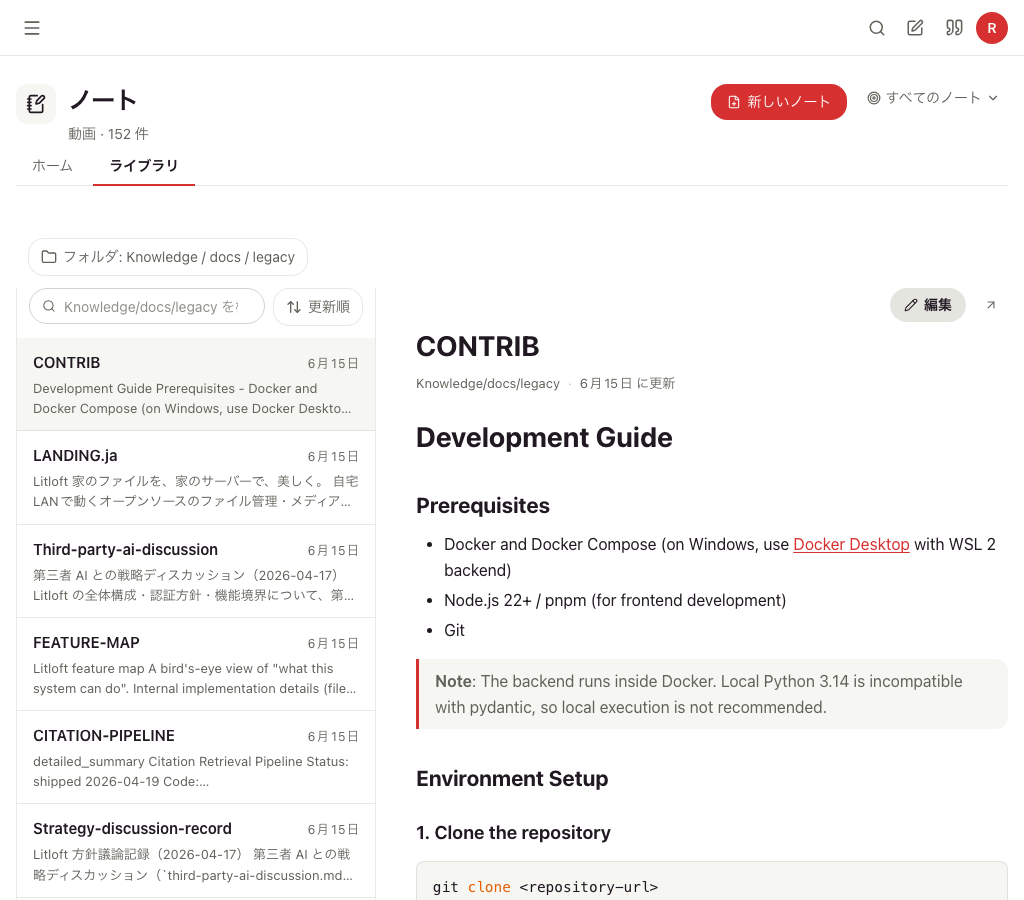 R
ノート
動画 · 152 件
新しいノート
すべてのノート
ホーム
ライブラリ
フォルダ: Knowledge / docs / legacy
Knowledge/docs/legacy を
更新順
CONTRIB
6月15日
Development Guide Prerequisites - Docker and
Docker Compose (on Windows, use Docker Deskto...
LANDING.ja
6月15日
Litloft 家のファイルを、家のサーバーで、美しく。 自宅
LAN で動くオープンソースのファイル管理・メディア...
Third-party-ai-discussion
6月15日
第三者 AI との戦略ディスカッション（2026-04-17）
Litloft の全体構成・認証方針・機能境界について、第...
FEATURE-MAP
6月15日
Litloft feature map A bird's-eye view of "what this
system can do". Internal implementation details (file...
CITATION-PIPELINE
6月15日
detailed_summary Citation Retrieval Pipeline Status:
shipped 2026-04-19 Code:...
Strategy-discussion-record
6月15日
Litloft 方針議論記録（2026-04-17） 第三者 AI との戦
略ディスカッション（`third-party-ai-discussion.md...
編集
CONTRIB
Knowledge/docs/legacy · 6月15日 に更新
Development Guide
Prerequisites
• Docker and Docker Compose (on Windows, use Docker Desktop with WSL 2
backend)
• Node.js 22+ / pnpm (for frontend development)
• Git
Note: The backend runs inside Docker. Local Python 3.14 is incompatible
with pydantic, so local execution is not recommended.
Environment Setup
1. Clone the repository
git clone <repository-url>